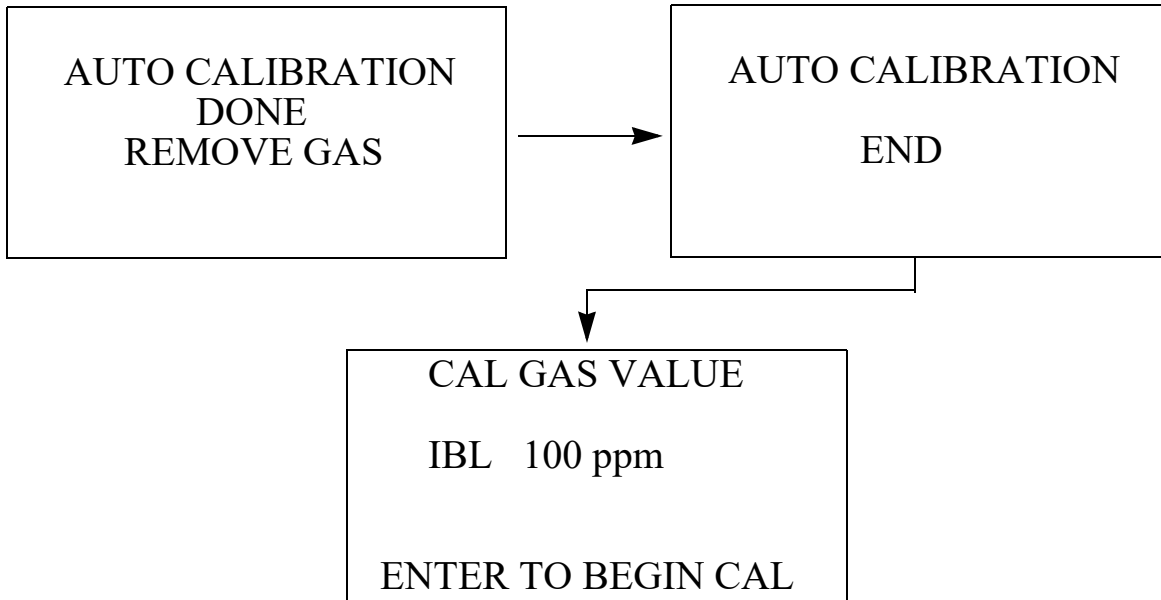 AUTO CALIBRATION
DONE
REMOVE GAS
AUTO CALIBRATION
END
CAL GAS VALUE
IBL 100 ppm
ENTER TO BEGIN CAL